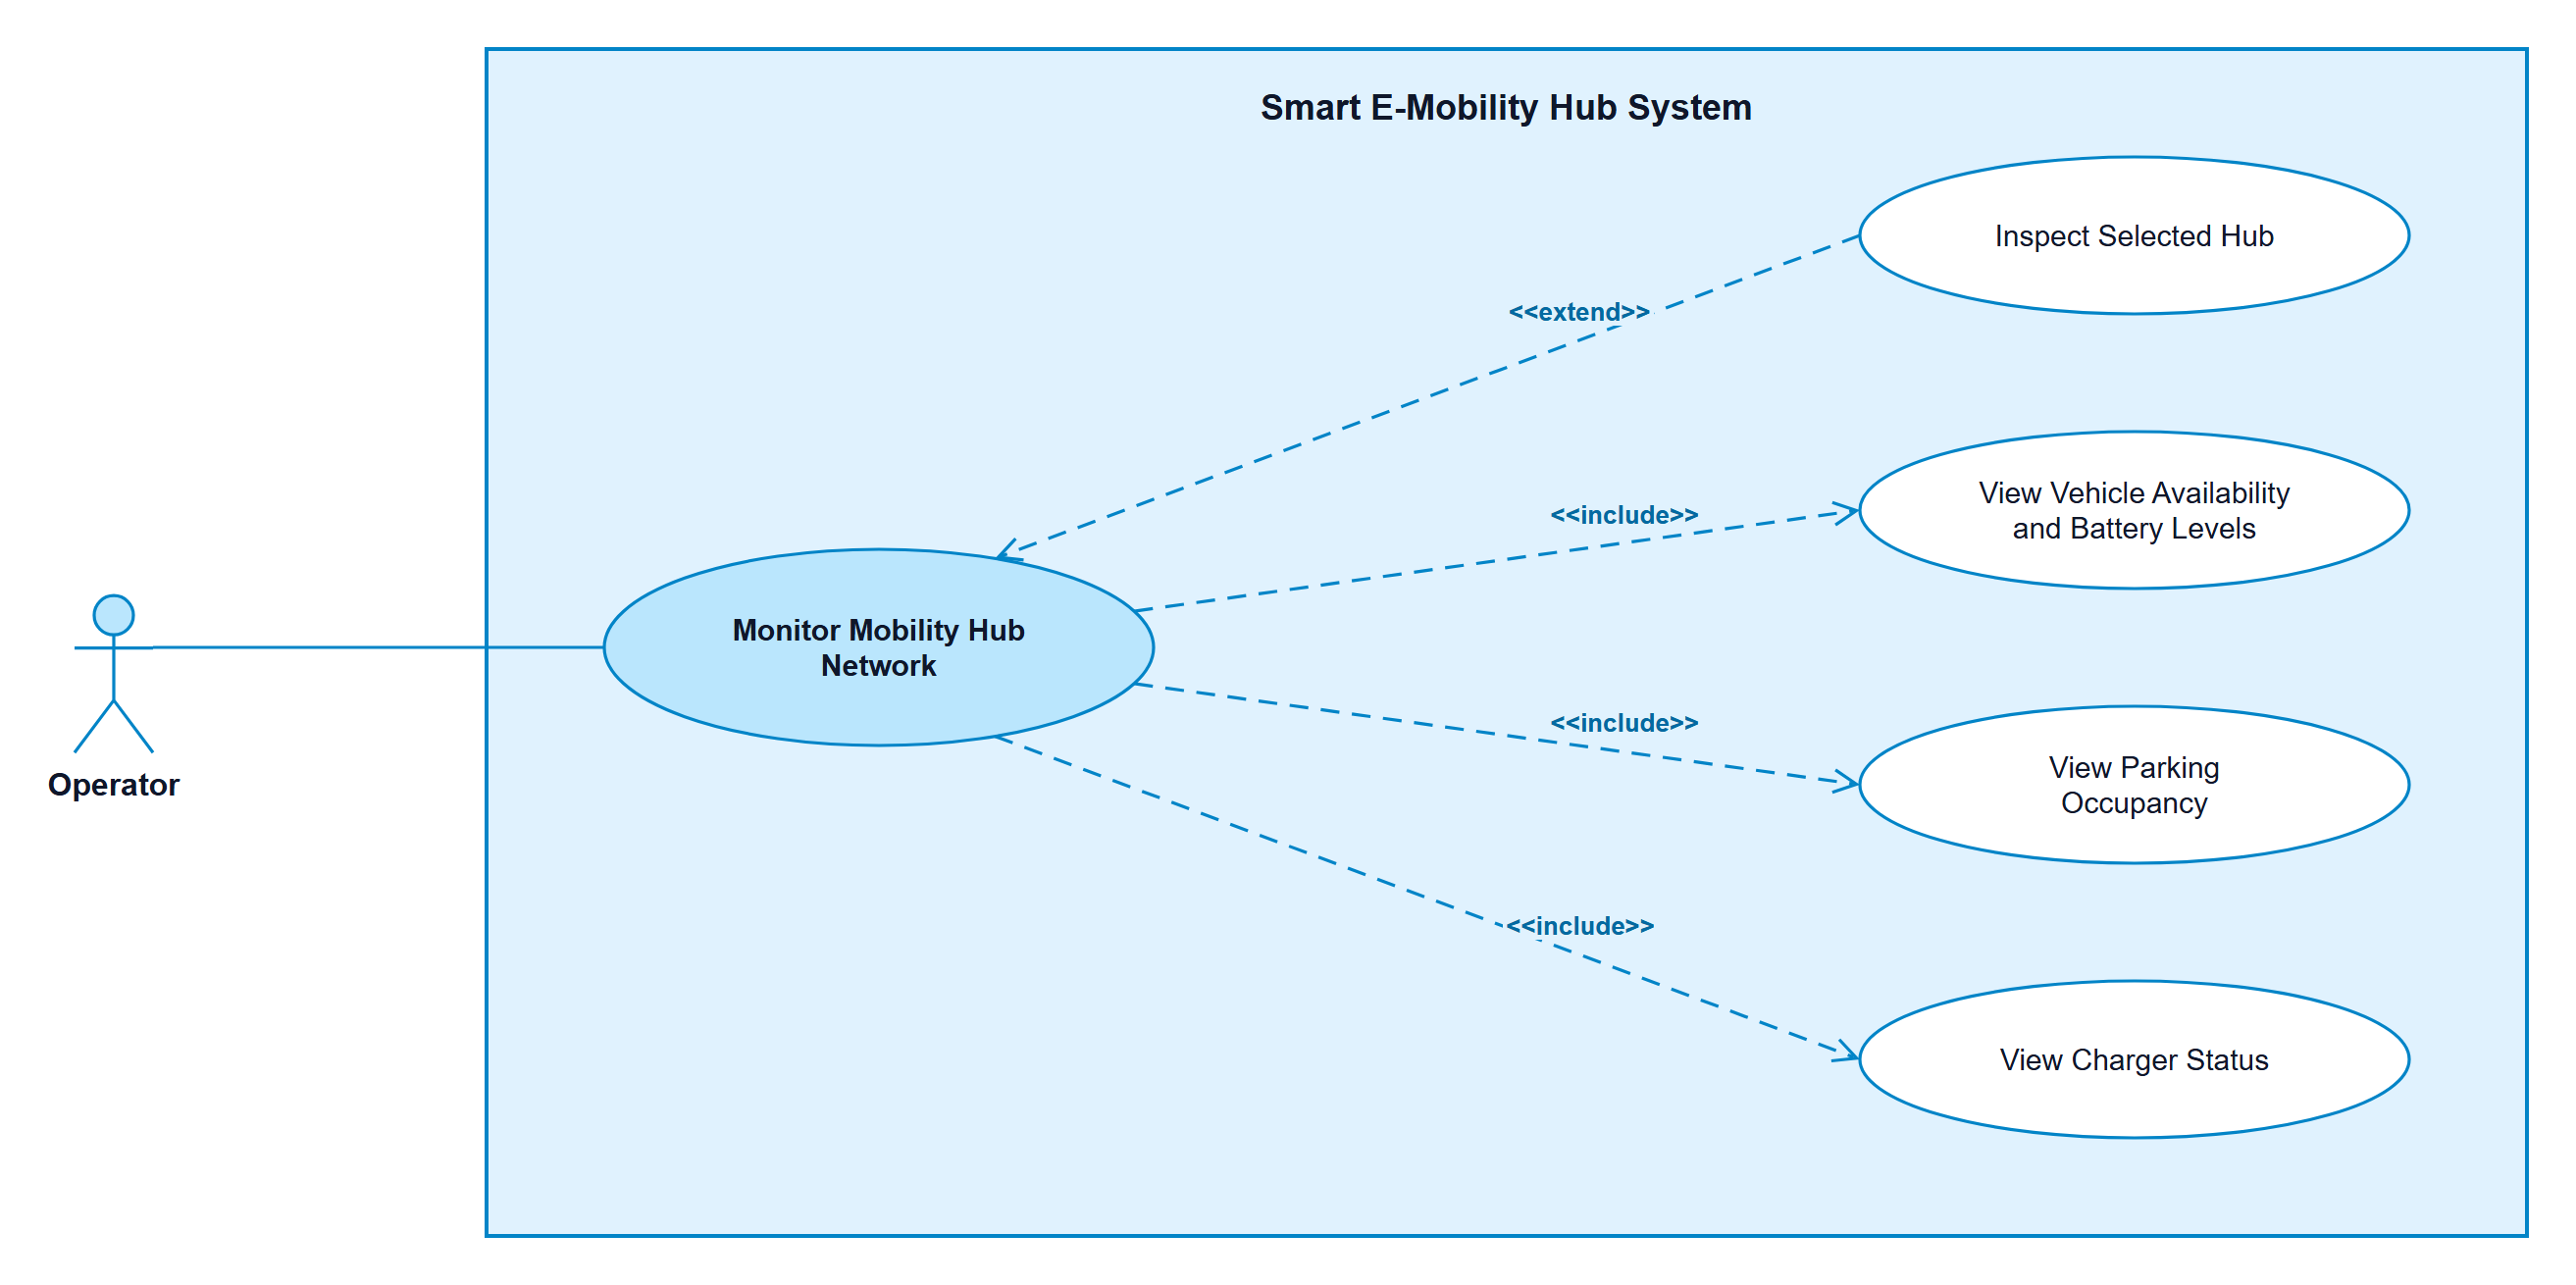 Smart E-Mobility Hub System
Inspect Selected Hub
<<extend>>
View Vehicle Availability
and Battery Levels
<<include>>
Monitor Mobility Hub
Network
Operator
<<include>>
View Parking
Occupancy
<<include>>
View Charger Status